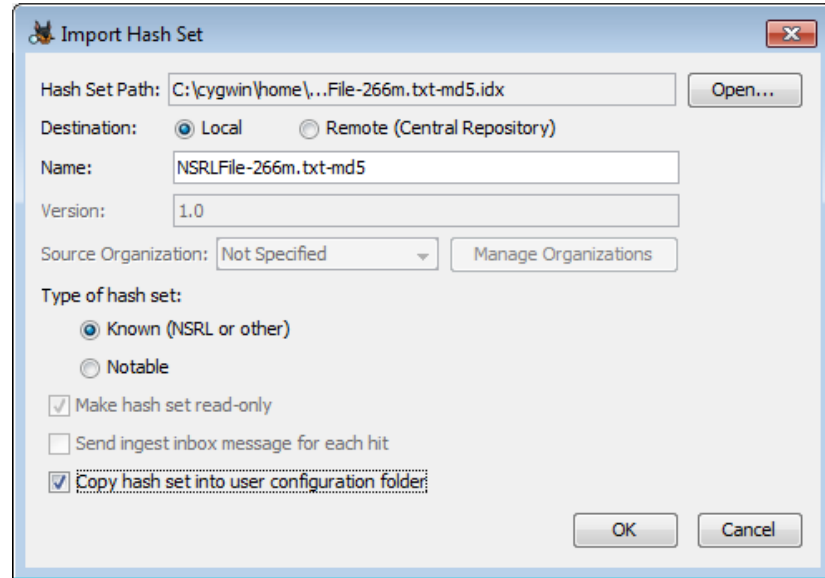 Import Hash Set
Hash Set Path: C:\cygwin\home\...File-266m.txt-md5.idx Open...
Destination: Local Remote (Central Repository)
Name: NSRLFile-266m.txt-md5
Version: 1.0
Source Organization: Not Specified Manage Organizations
Type of hash set:
Known (NSRL or other)
Notable
Make hash set read-only
Send ingest inbox message for each hit
Copy hash set into user configuration folder
OK Cancel